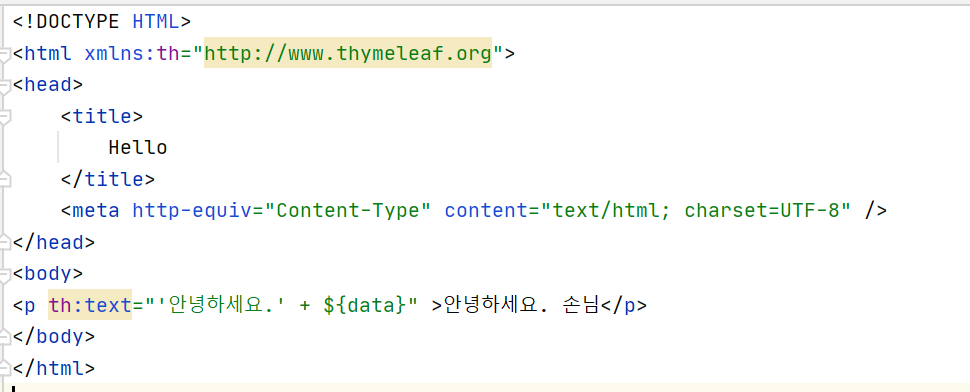 <!DOCTYPE HTML>
<html xmlns:th="http://www.thymeleaf.org">
<head>
    <title>
        Hello
    </title>
    <meta http-equiv="Content-Type" content="text/html; charset=UTF-8" />
</head>
<body>
<p th:text="'안녕하세요.' + ${data}" >안녕하세요. 손님</p>
</body>
</html>